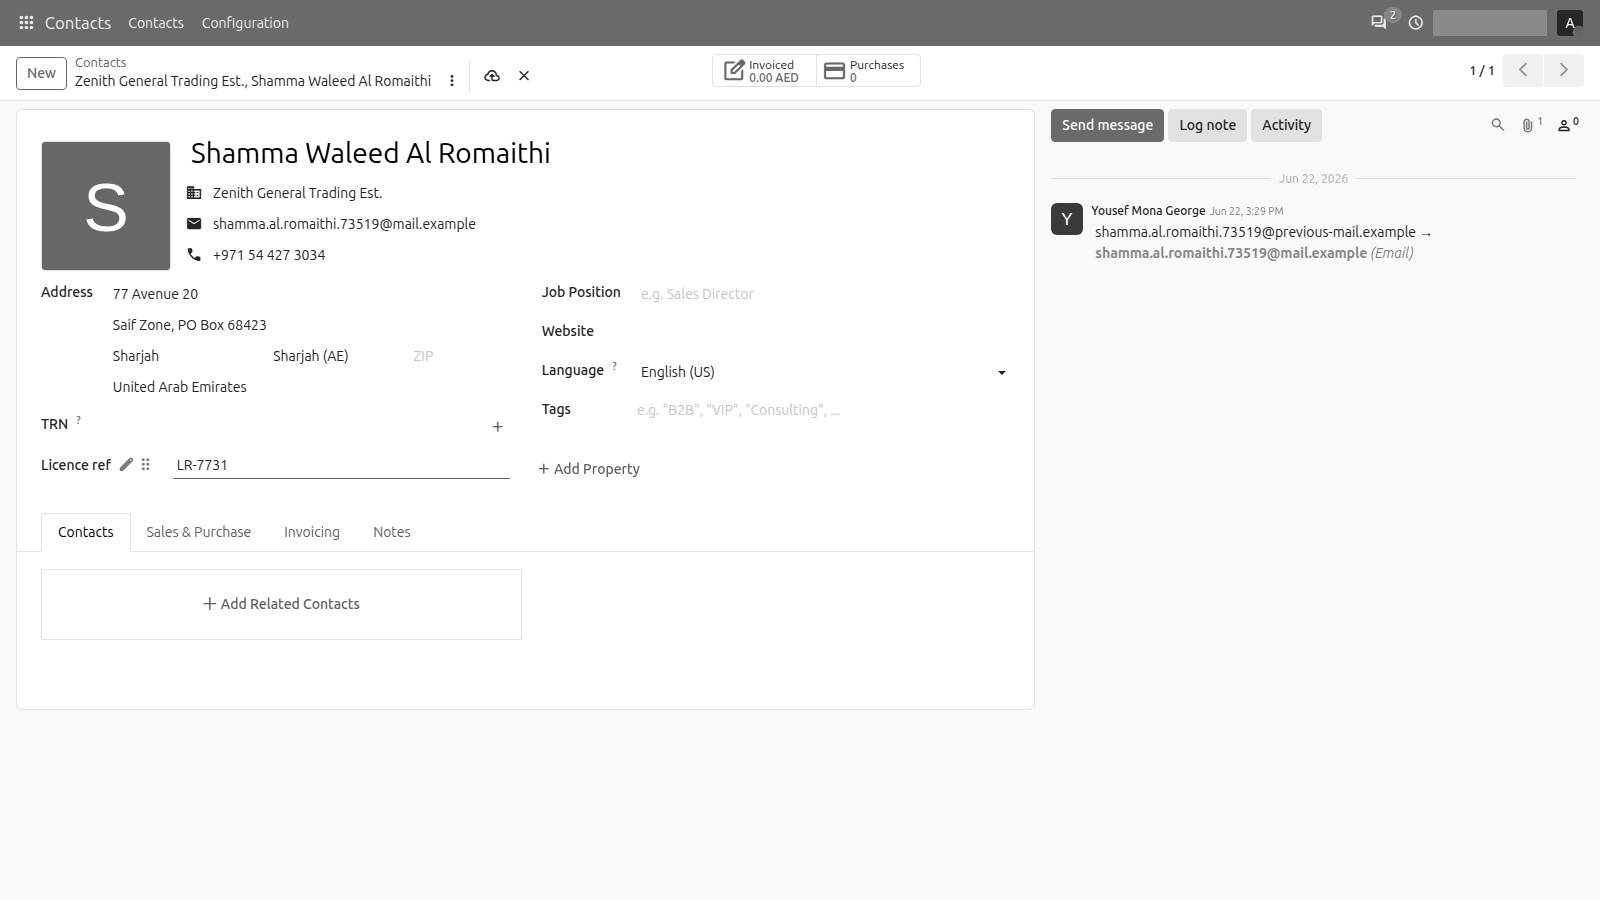 Contacts Contacts Configuration 2 A
New Contacts Invoiced Purchases 1 / 1
Zenith General Trading Est., Shamma Waleed Al Romaithi 0.00 AED 0
Send message Log note Activity 1 0
S
Shamma Waleed Al Romaithi
Zenith General Trading Est.
shamma.al.romaithi.73519@mail.example
+971 54 427 3034
Address 77 Avenue 20
Saif Zone, PO Box 68423
Sharjah Sharjah (AE) ZIP
United Arab Emirates
TRN ?
Licence ref LR-7731
Job Position e.g. Sales Director
Website
Language ? English (US)
Tags e.g. "B2B", "VIP", "Consulting", ...
+ Add Property
Contacts Sales & Purchase Invoicing Notes
+ Add Related Contacts
Jun 22, 2026
Y Yousef Mona George Jun 22, 3:29 PM
shamma.al.romaithi.73519@previous-mail.example →
shamma.al.romaithi.73519@mail.example (Email)